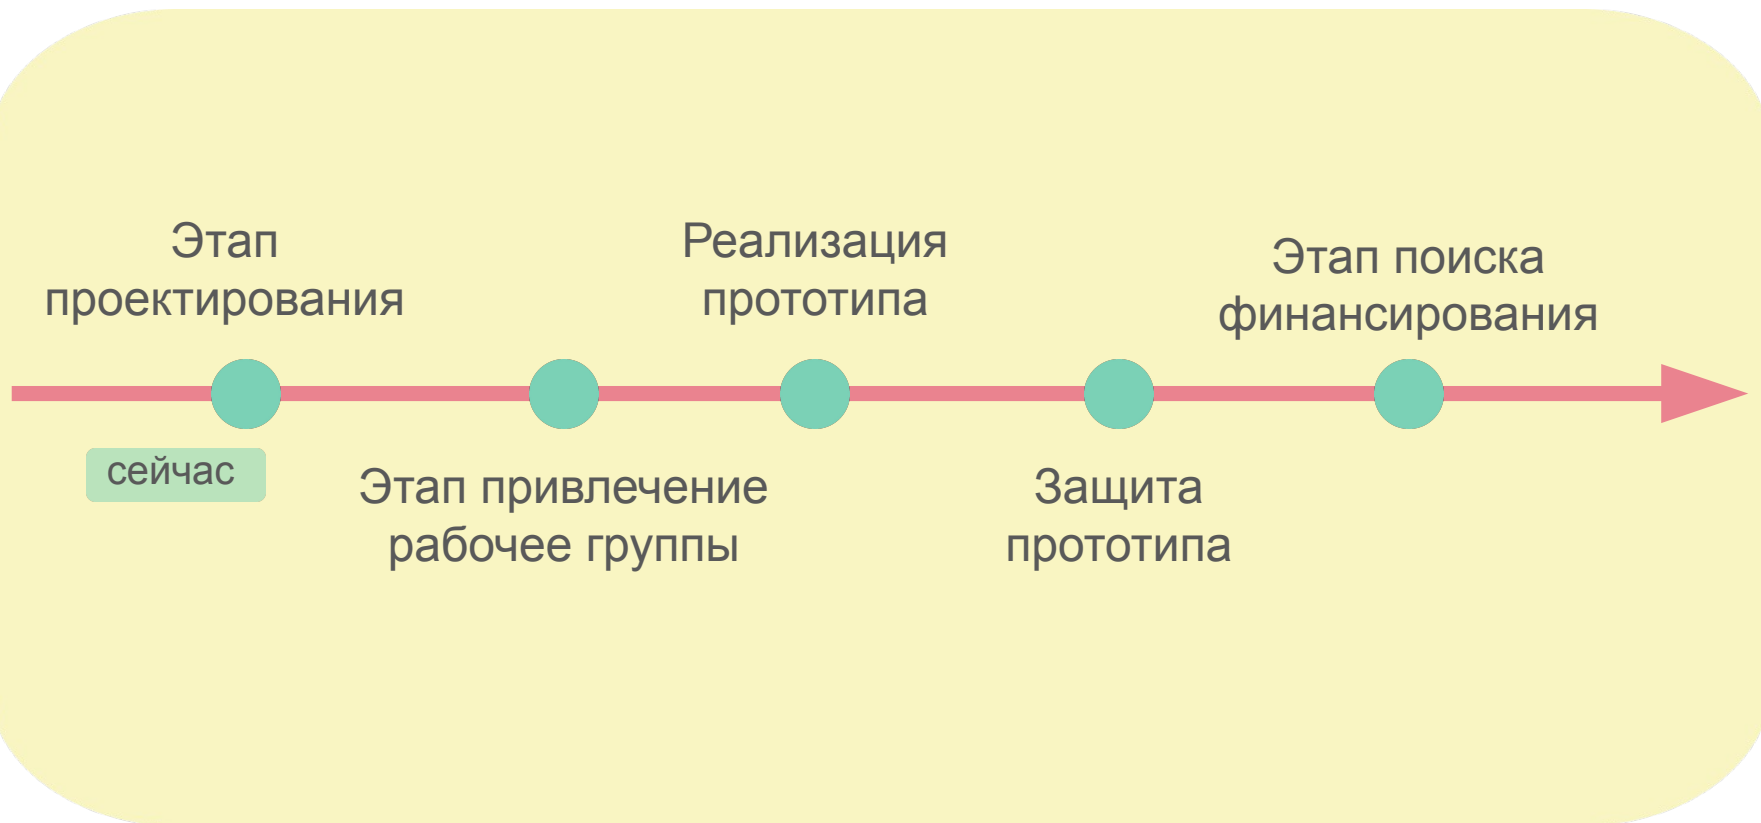 Этап
проектирования
сейчас
Этап привлечение
рабочее группы
Реализация
прототипа
Защита
прототипа
Этап поиска
финансирования